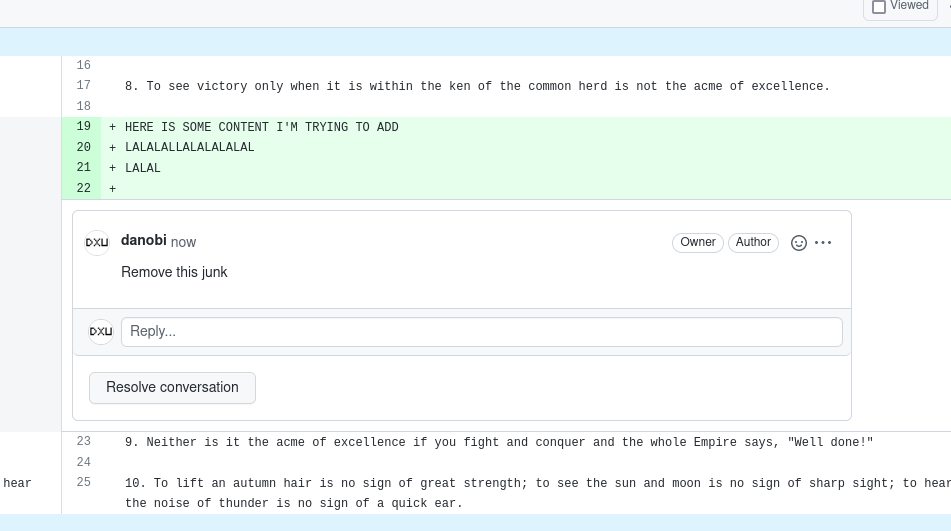 Viewed
16
17 8. To see victory only when it is within the ken of the common herd is not the acme of excellence.
18
19 + HERE IS SOME CONTENT I'M TRYING TO ADD
20 + LALALALLALALALALAL
21 + LALAL
22 +
DXU danobi now Owner Author
Remove this junk
DXU Reply...
Resolve conversation
23 9. Neither is it the acme of excellence if you fight and conquer and the whole Empire says, "Well done!"
24
hear 25 10. To lift an autumn hair is no sign of great strength; to see the sun and moon is no sign of sharp sight; to hear
the noise of thunder is no sign of a quick ear.